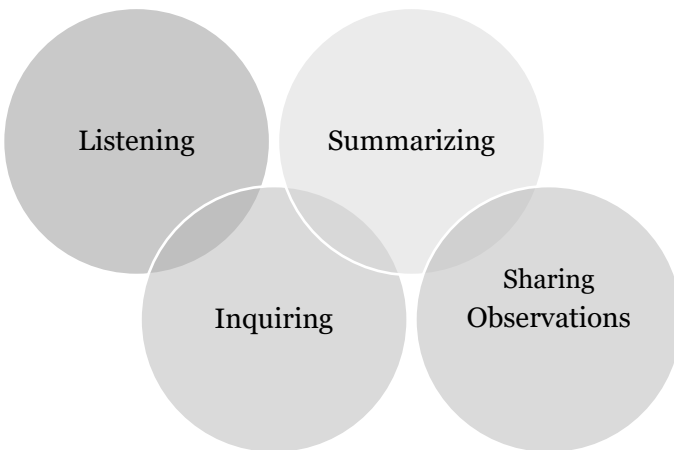 Listening
Summarizing
Inquiring
Sharing
Observations